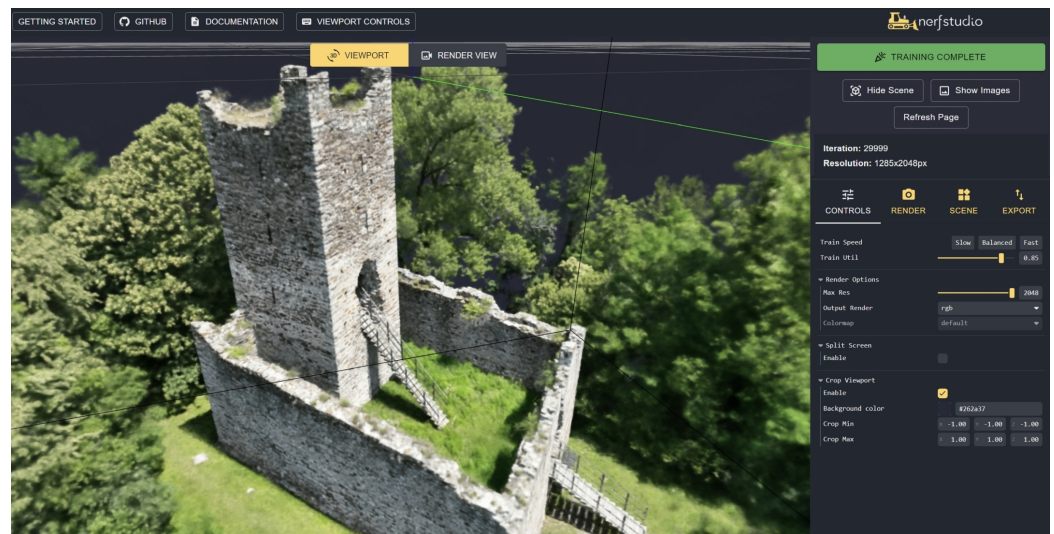 GETTING STARTED
GITHUB
DOCUMENTATION
VIEWPORT CONTROLS
nerfstudio
VIEWPORT
RENDER VIEW
TRAINING COMPLETE
Hide Scene
Show Images
Refresh Page
Iteration: 29999
Resolution: 1285x2048px
CONTROLS
RENDER
SCENE
EXPORT
Train Speed Slow Balanced Fast
Train Util 0.85
Render Options
Max Res 2048
Output Render rgb
Colormap default
Split Screen
Enable
Crop Viewport
Enable
Background color #262a37
Crop Min -1.00 -1.00 -1.00
Crop Max 1.00 1.00 1.00